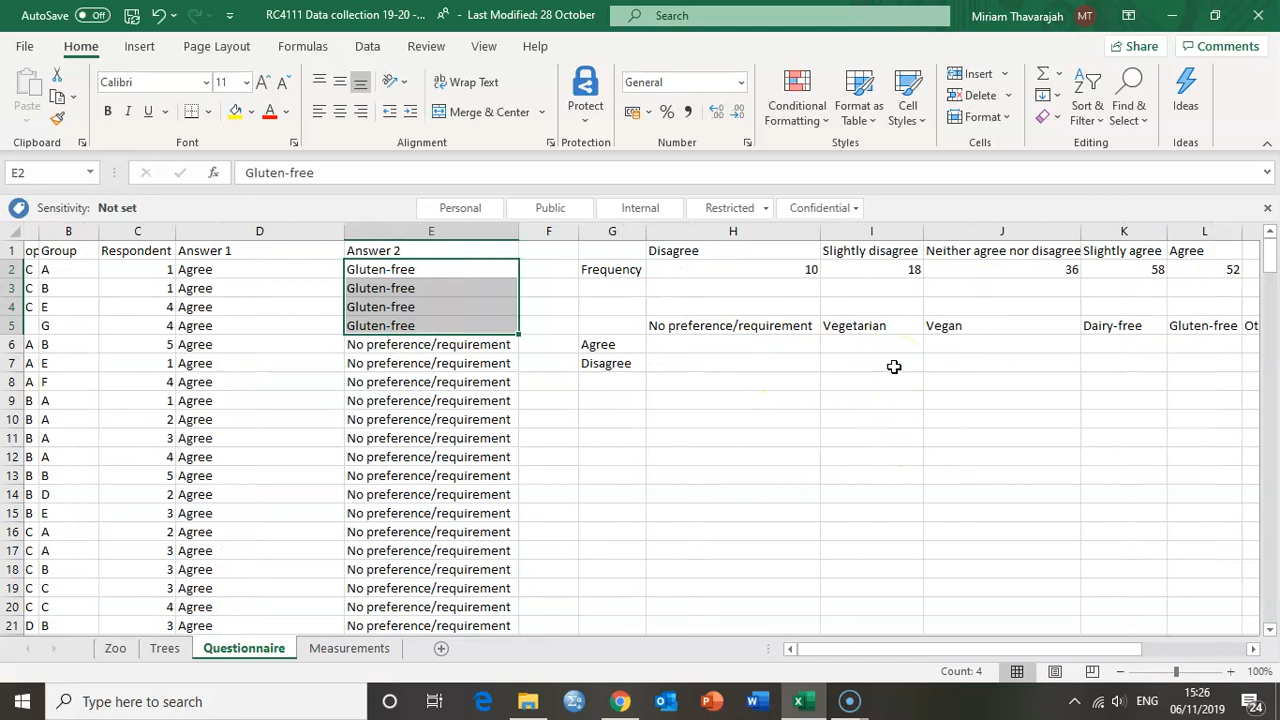 AutoSave Off RC4111 Data collection 19-20 -... - Last Modified: 28 October Search Miriam Thavarajah MT
File Home Insert Page Layout Formulas Data Review View Help Share Comments
Paste Calibri 11 Wrap Text General Protect Conditional Formatting Format as Table Cell Styles Insert Σ Sort & Filter Find & Select Ideas
B I U A Merge & Center % Delete
Format
Clipboard Font Alignment Protection Number Styles Cells Editing Ideas
E2 fx Gluten-free
Sensitivity: Not set Personal Public Internal Restricted Confidential
B C D E F G H I J K L
1 op Group Respondent Answer 1 Answer 2 Disagree Slightly disagree Neither agree nor disagree Slightly agree Agree
2 C A 1 Agree Gluten-free Frequency 10 18 36 58 52
3 C B 1 Agree Gluten-free
4 C E 4 Agree Gluten-free
5 G 4 Agree Gluten-free No preference/requirement Vegetarian Vegan Dairy-free Gluten-free Ot
6 A B 5 Agree No preference/requirement Agree
7 A E 1 Agree No preference/requirement Disagree
8 A F 4 Agree No preference/requirement
9 B A 1 Agree No preference/requirement
10 B A 2 Agree No preference/requirement
11 B A 3 Agree No preference/requirement
12 B A 4 Agree No preference/requirement
13 B B 5 Agree No preference/requirement
14 B D 2 Agree No preference/requirement
15 B E 3 Agree No preference/requirement
16 C A 2 Agree No preference/requirement
17 C A 3 Agree No preference/requirement
18 C B 3 Agree No preference/requirement
19 C C 3 Agree No preference/requirement
20 C C 4 Agree No preference/requirement
21 D B 3 Agree No preference/requirement
Zoo Trees Questionnaire Measurements
Count: 4 100%
Type here to search ENG 15:26
06/11/2019 24